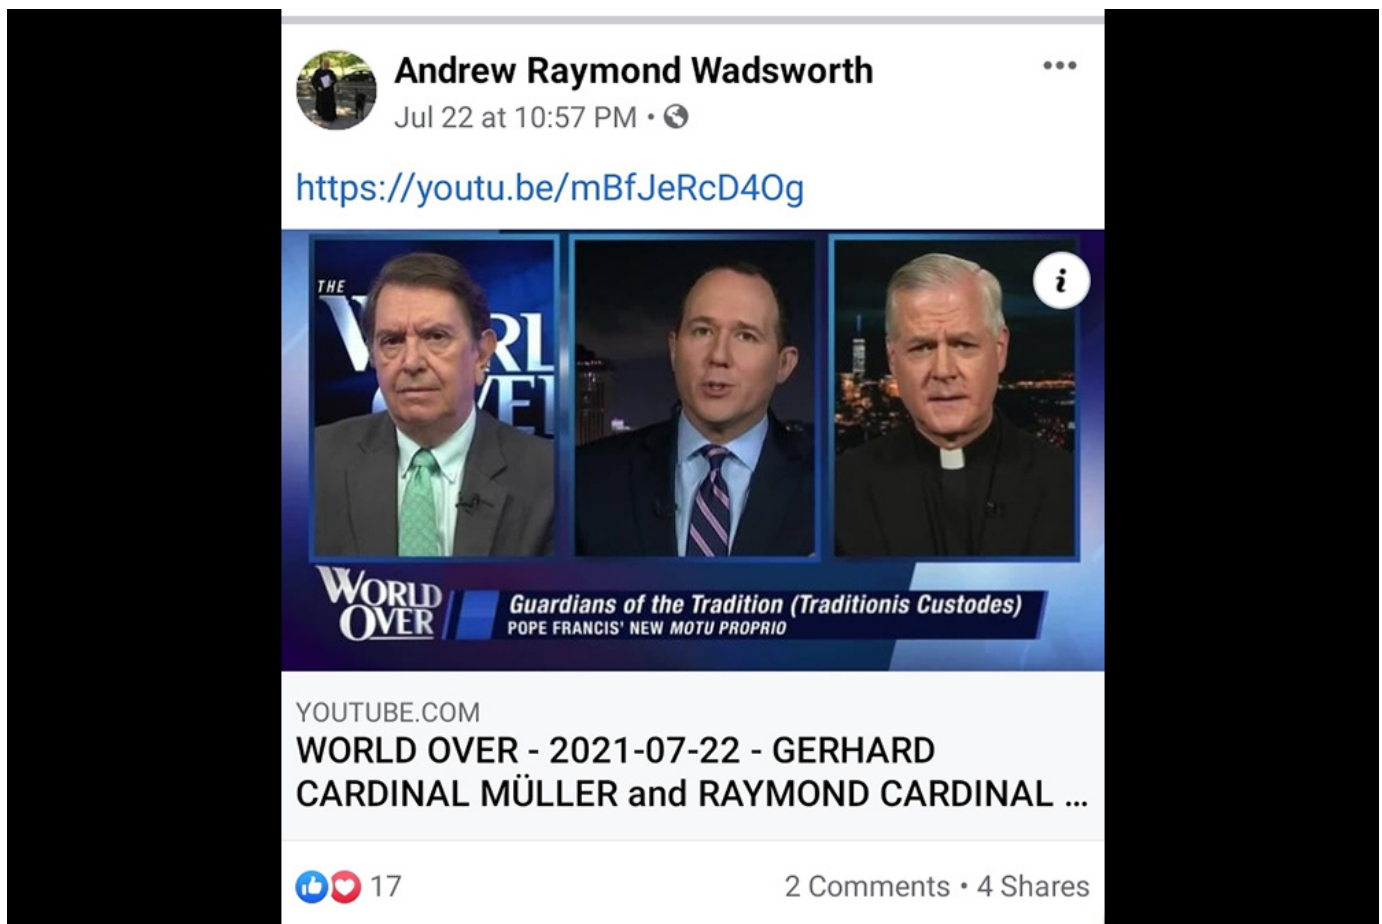 Andrew Raymond Wadsworth
Jul 22 at 10:57 PM •
https://youtu.be/mBfJeRcD4Og
THE
WORLD
OVER
WORLD
OVER
Guardians of the Tradition (Traditionis Custodes)
POPE FRANCIS' NEW MOTU PROPRIO
YOUTUBE.COM
WORLD OVER - 2021-07-22 - GERHARD
CARDINAL MÜLLER and RAYMOND CARDINAL ...
17
2 Comments • 4 Shares